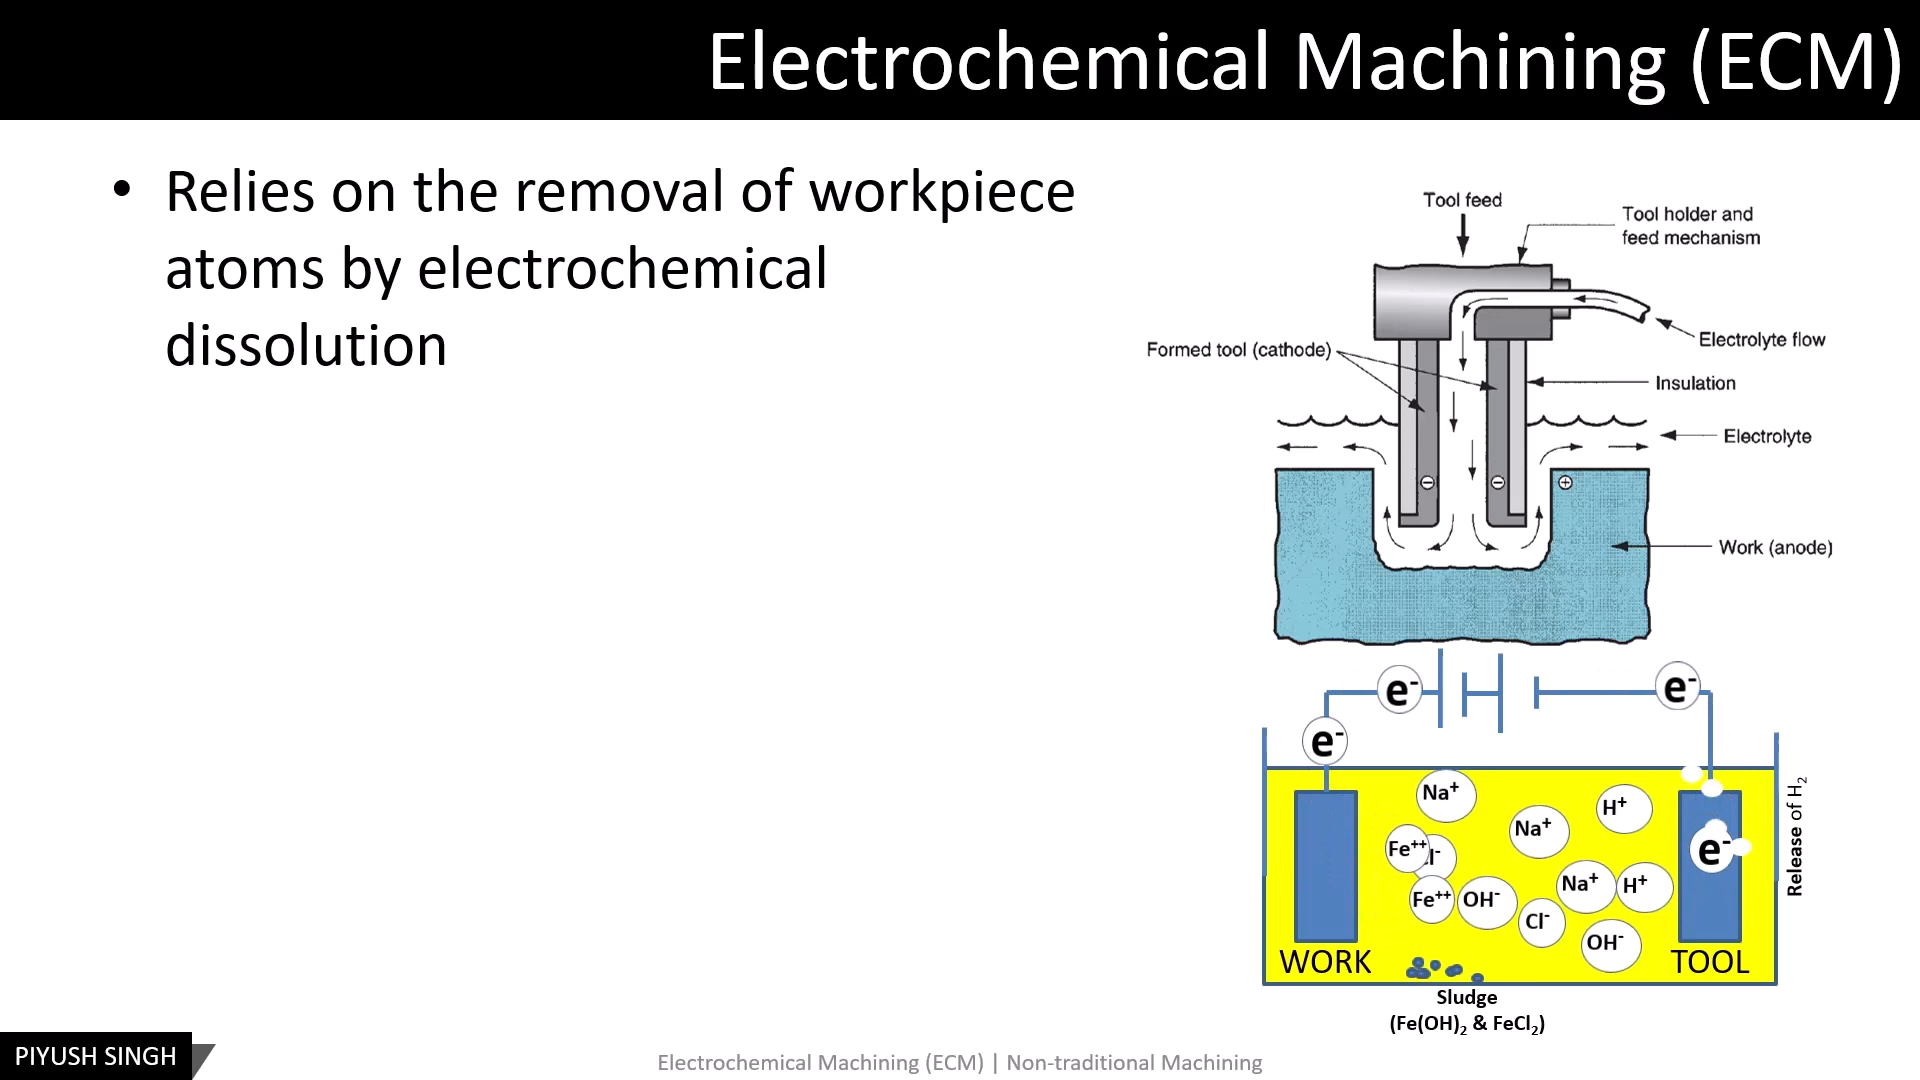 Electrochemical Machining (ECM)
• Relies on the removal of workpiece
atoms by electrochemical
dissolution
Tool feed
Tool holder and
feed mechanism
Electrolyte flow
Formed tool (cathode)
Insulation
Electrolyte
Work (anode)
e⁻
e⁻
e⁻
Na⁺
H⁺
Na⁺
Fe⁺⁺
l⁻
e⁻
Na⁺
H⁺
Fe⁺⁺
OH⁻
Cl⁻
OH⁻
WORK
TOOL
Release of H₂
Sludge
(Fe(OH)₂ & FeCl₂)
PIYUSH SINGH
Electrochemical Machining (ECM) | Non-traditional Machining